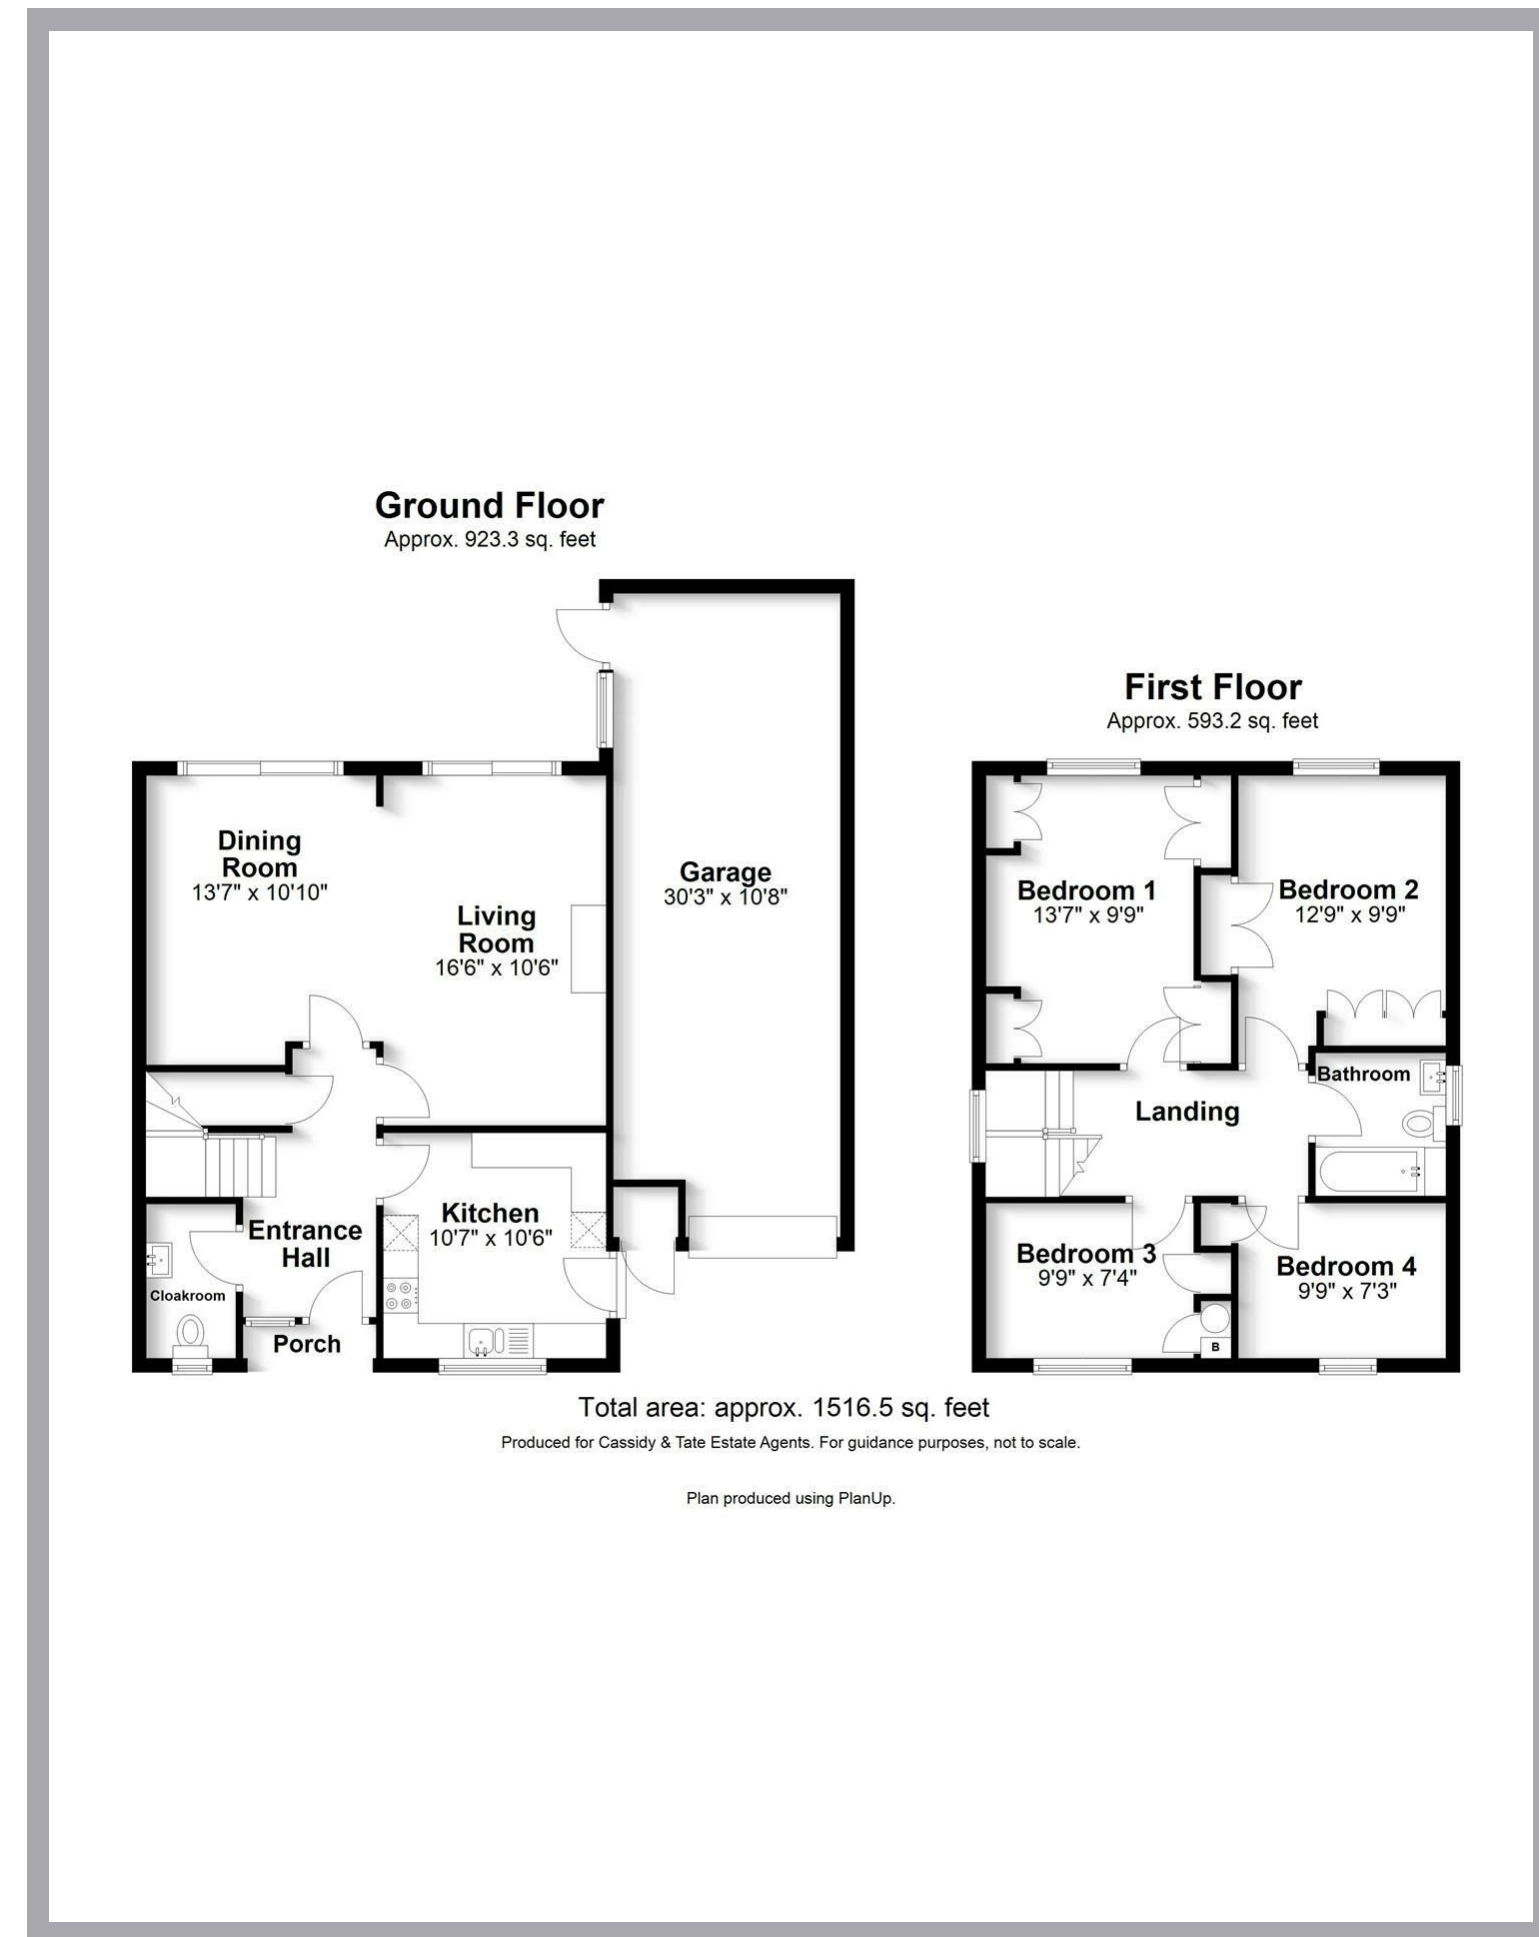 Ground Floor
Approx. 923.3 sq. feet
Dining
Room
13'7" x 10'10"
Living
Room
16'6" x 10'6"
Garage
30'3" x 10'8"
Kitchen
10'7" x 10'6"
Entrance
Hall
Cloakroom
Porch
First Floor
Approx. 593.2 sq. feet
Bedroom 1
13'7" x 9'9"
Bedroom 2
12'9" x 9'9"
Bathroom
Landing
Bedroom 3
9'9" x 7'4"
Bedroom 4
9'9" x 7'3"
B
Total area: approx. 1516.5 sq. feet
Produced for Cassidy & Tate Estate Agents. For guidance purposes, not to scale.
Plan produced using PlanUp.